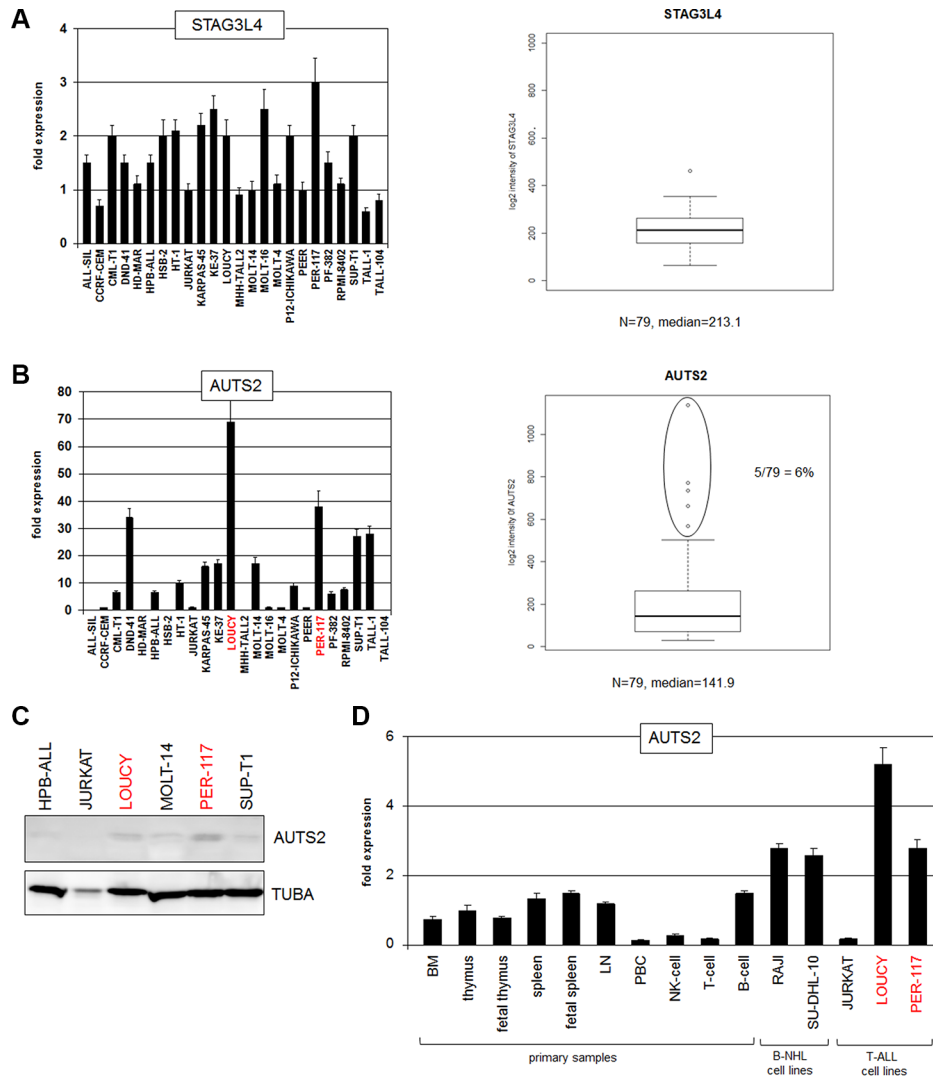 A
STAG3L4
fold expression
4
3
2
1
0
ALL-SIL
CCRF-CEM
CML-T1
DND-41
HD-MAR
HPB-ALL
HSB-2
HT-1
JURKAT
KARPAS-45
KE-37
LOUCY
MHH-TALL2
MOLT-14
MOLT-16
MOLT-4
P12-ICHIKAWA
PEER
PER-117
PF-382
RPMI-8402
SUP-T1
TALL-1
TALL-104
STAG3L4
log2 intensity of STAG3L4
1000
800
600
400
200
0
N=79, median=213.1
B
AUTS2
fold expression
80
70
60
50
40
30
20
10
0
ALL-SIL
CCRF-CEM
CML-T1
DND-41
HD-MAR
HPB-ALL
HSB-2
HT-1
JURKAT
KARPAS-45
KE-37
LOUCY
MHH-TALL2
MOLT-14
MOLT-16
MOLT-4
P12-ICHIKAWA
PEER
PER-117
PF-382
RPMI-8402
SUP-T1
TALL-1
TALL-104
AUTS2
log2 intensity 0f AUTS2
1000
800
600
400
200
0
5/79 = 6%
N=79, median=141.9
C
HPB-ALL
JURKAT
LOUCY
MOLT-14
PER-117
SUP-T1
AUTS2
TUBA
D
AUTS2
fold expression
6
4
2
0
BM
thymus
fetal thymus
spleen
fetal spleen
LN
PBC
NK-cell
T-cell
B-cell
RAJI
SU-DHL-10
JURKAT
LOUCY
PER-117
primary samples
B-NHL
cell lines
T-ALL
cell lines